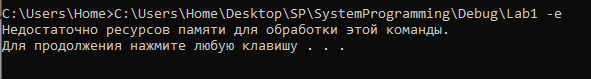 C:\Users\Home>C:\Users\Home\Desktop\SP\SystemProgramming\Debug\Lab1 -e
Недостаточно ресурсов памяти для обработки этой команды.
Для продолжения нажмите любую клавишу . . .